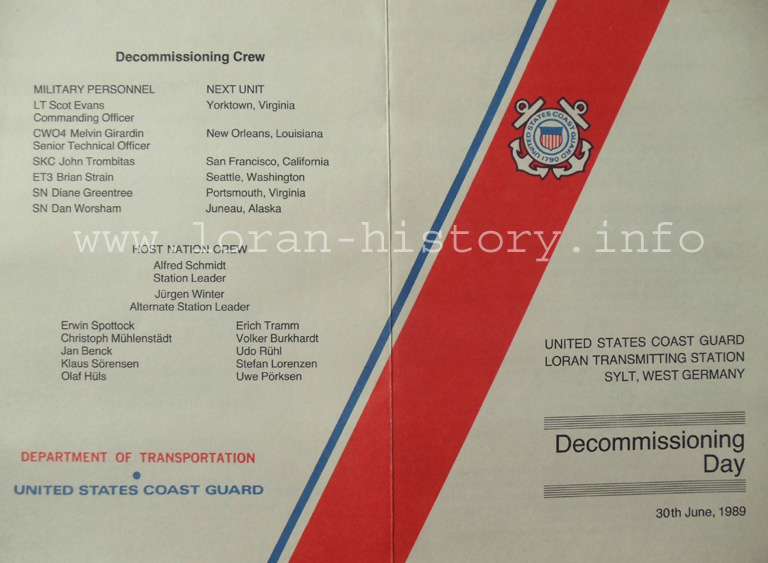 Decommissioning Crew
MILITARY PERSONNEL NEXT UNIT
LT Scot Evans Yorktown, Virginia
Commanding Officer
CWO4 Melvin Girardin New Orleans, Louisiana
Senior Technical Officer
SKC John Trombitas San Francisco, California
ET3 Brian Strain Seattle, Washington
SN Diane Greentree Portsmouth, Virginia
SN Dan Worsham Juneau, Alaska
www.loran-history.info
HOST NATION CREW
Alfred Schmidt
Station Leader
Jürgen Winter
Alternate Station Leader
Erwin Spottock Erich Tramm
Christoph Mühlenstädt Volker Burkhardt
Jan Benck Udo Rühl
Klaus Sörensen Stefan Lorenzen
Olaf Hüls Uwe Pörksen
DEPARTMENT OF TRANSPORTATION
UNITED STATES COAST GUARD
UNITED STATES COAST GUARD
1790
UNITED STATES COAST GUARD
LORAN TRANSMITTING STATION
SYLT, WEST GERMANY
Decommissioning
Day
30th June, 1989